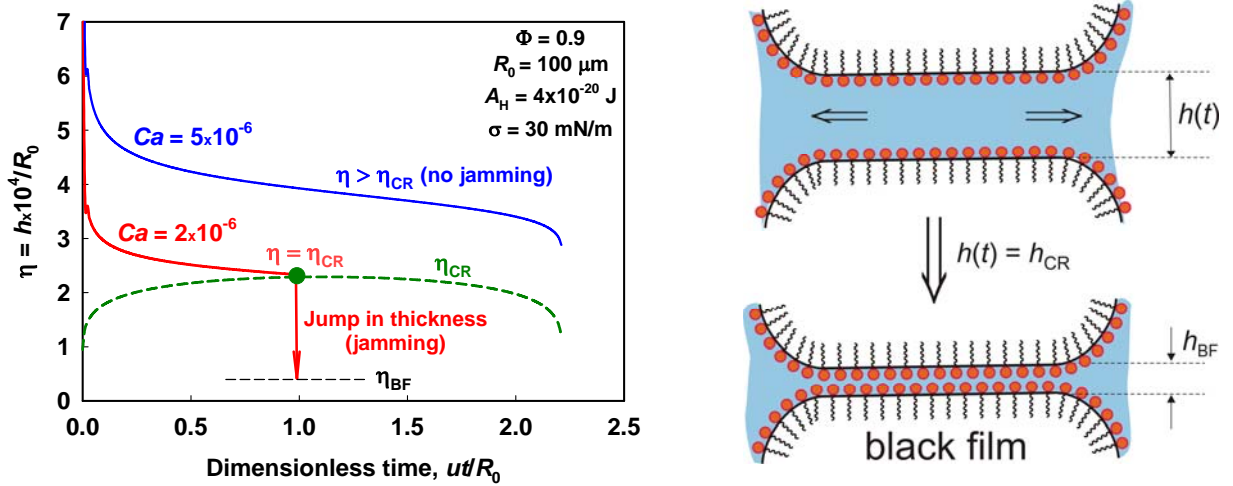 Φ = 0.9
R₀ = 100 μm
A_H = 4x10⁻²⁰ J
σ = 30 mN/m
Ca = 5x10⁻⁶
η > η_CR (no jamming)
Ca = 2x10⁻⁶
η = η_CR
η_CR
Jump in thickness
(jamming)
η_BF
7
6
5
4
3
2
1
0
η = hx10⁴/R₀
0.0
0.5
1.0
1.5
2.0
2.5
Dimensionless time, ut/R₀
h(t)
h(t) = h_CR
h_BF
black film